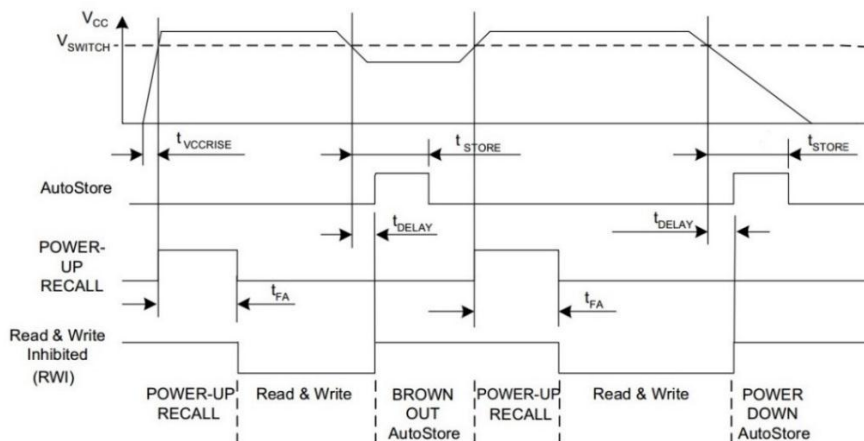 VCC
VSWITCH
tVCCRISE
tSTORE
tSTORE
AutoStore
tDELAY
tDELAY
POWER-
UP
RECALL
tFA
tFA
Read & Write
Inhibited
(RWI)
POWER-UP
RECALL
Read & Write
BROWN
OUT
AutoStore
POWER-UP
RECALL
Read & Write
POWER
DOWN
AutoStore